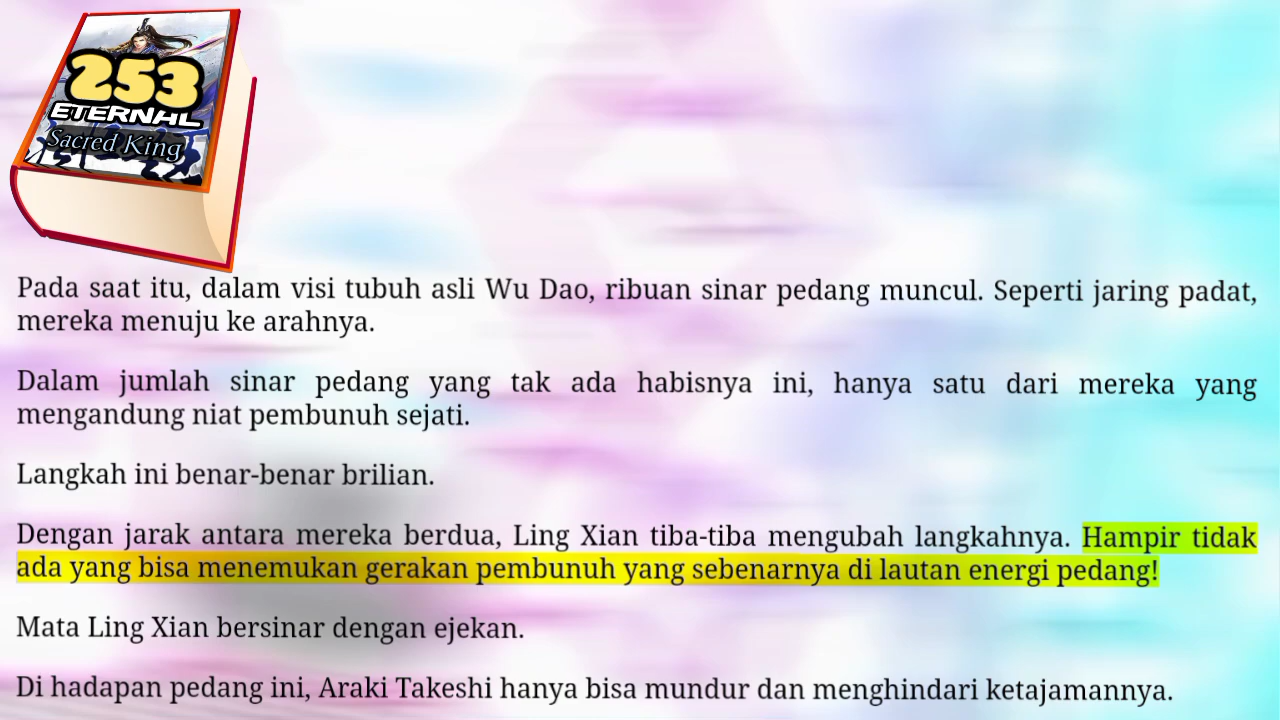 253
ETERNAL
Sacred King
Pada saat itu, dalam visi tubuh asli Wu Dao, ribuan sinar pedang muncul. Seperti jaring padat,
mereka menuju ke arahnya.
Dalam jumlah sinar pedang yang tak ada habisnya ini, hanya satu dari mereka yang
mengandung niat pembunuh sejati.
Langkah ini benar-benar brilian.
Dengan jarak antara mereka berdua, Ling Xian tiba-tiba mengubah langkahnya. Hampir tidak
ada yang bisa menemukan gerakan pembunuh yang sebenarnya di lautan energi pedang!
Mata Ling Xian bersinar dengan ejekan.
Di hadapan pedang ini, Araki Takeshi hanya bisa mundur dan menghindari ketajamannya.